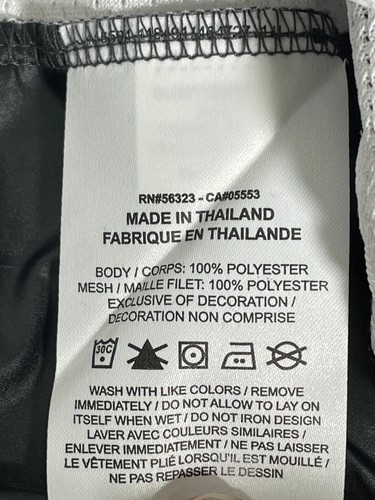 RN#56323 - CA#05553
MADE IN THAILAND
FABRIQUE EN THAILANDE
BODY / CORPS: 100% POLYESTER
MESH / MAILLE FILET: 100% POLYESTER
EXCLUSIVE OF DECORATION /
DECORATION NON COMPRISE
30C
WASH WITH LIKE COLORS / REMOVE
IMMEDIATELY / DO NOT ALLOW TO LAY ON
ITSELF WHEN WET / DO NOT IRON DESIGN
LAVER AVEC COULEURS SIMILAIRES /
ENLEVER IMMEDIATEMENT / NE PAS LAISSER
LE VÊTEMENT PLIÉ LORSQU'IL EST MOUILLÉ /
NE PAS REPASSER LE DESSIN